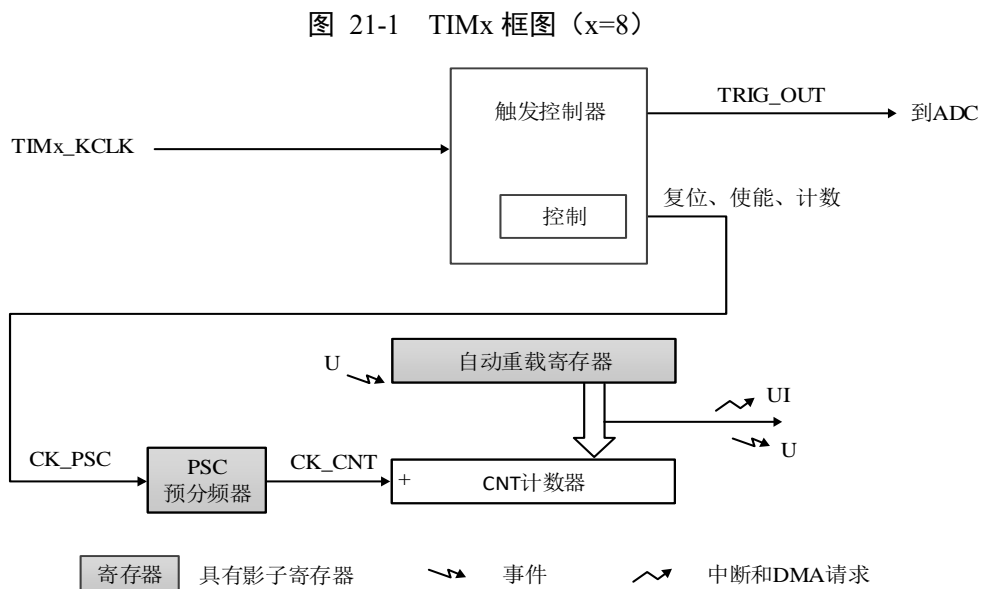 图 21-1 TIMx 框图（x=8）
触发控制器
TRIG_OUT
到ADC
TIMx_KCLK
复位、使能、计数
控制
U
自动重载寄存器
UI
U
CK_PSC
PSC
预分频器
CK_CNT
+
CNT计数器
寄存器
具有影子寄存器
事件
中断和DMA请求